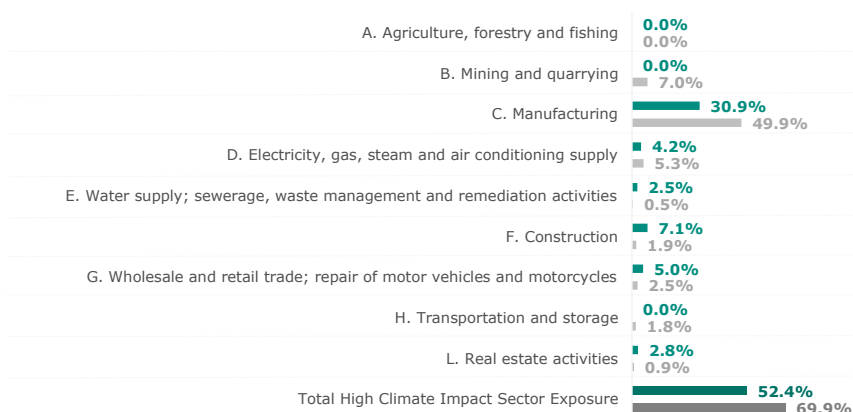 A. Agriculture, forestry and fishing
0.0%
0.0%
B. Mining and quarrying
0.0%
7.0%
C. Manufacturing
30.9%
49.9%
D. Electricity, gas, steam and air conditioning supply
4.2%
5.3%
E. Water supply; sewerage, waste management and remediation activities
2.5%
0.5%
F. Construction
7.1%
1.9%
G. Wholesale and retail trade; repair of motor vehicles and motorcycles
5.0%
2.5%
H. Transportation and storage
0.0%
1.8%
L. Real estate activities
2.8%
0.9%
Total High Climate Impact Sector Exposure
52.4%
69.9%